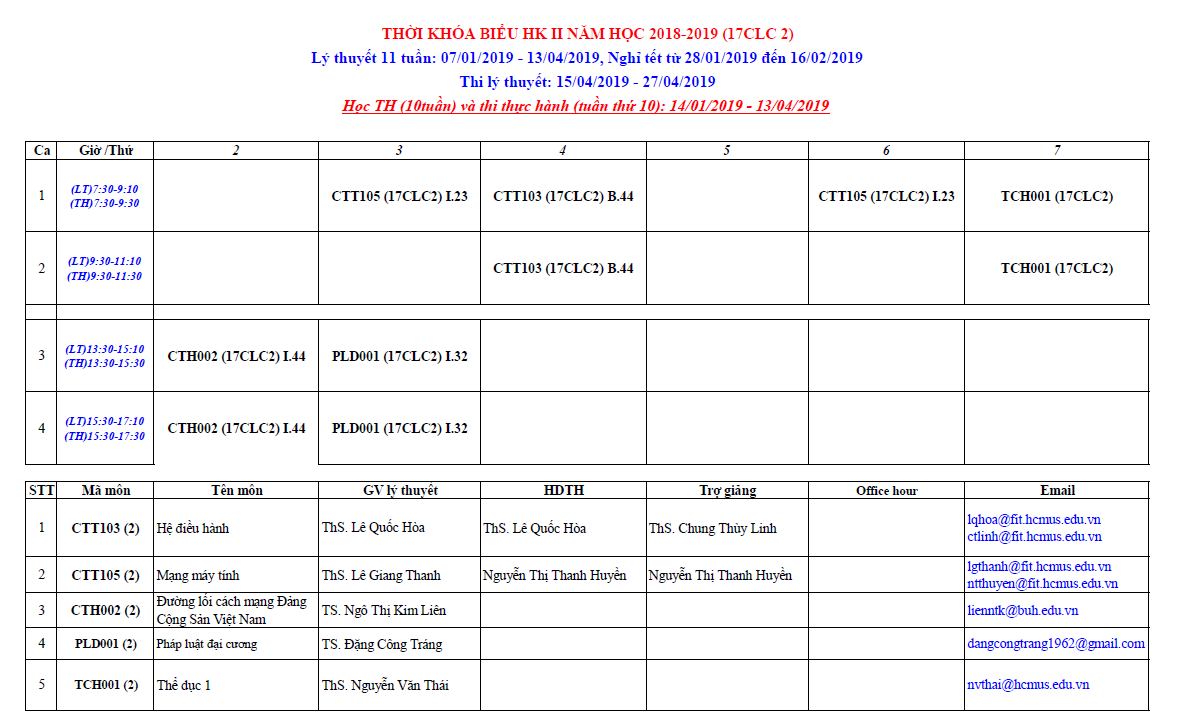 THỜI KHÓA BIỂU HK II NĂM HỌC 2018-2019 (17CLC 2)
Lý thuyết 11 tuần: 07/01/2019 - 13/04/2019, Nghỉ tết từ 28/01/2019 đến 16/02/2019
Thi lý thuyết: 15/04/2019 - 27/04/2019
Học TH (10tuần) và thi thực hành (tuần thứ 10): 14/01/2019 - 13/04/2019
Ca Giờ /Thứ 2 3 4 5 6 7
1 (LT)7:30-9:10 CTT105 (17CLC2) I.23 CTT103 (17CLC2) B.44 CTT105 (17CLC2) I.23 TCH001 (17CLC2)
(TH)7:30-9:30
2 (LT)9:30-11:10 CTT103 (17CLC2) B.44 TCH001 (17CLC2)
(TH)9:30-11:30
3 (LT)13:30-15:10 CTH002 (17CLC2) I.44 PLD001 (17CLC2) I.32
(TH)13:30-15:30
4 (LT)15:30-17:10 CTH002 (17CLC2) I.44 PLD001 (17CLC2) I.32
(TH)15:30-17:30
STT Mã môn Tên môn GV lý thuyết HDTH Trợ giảng Office hour Email
1 CTT103 (2) Hệ điều hành ThS. Lê Quốc Hòa ThS. Lê Quốc Hòa ThS. Chung Thùy Linh lqhoa@fit.hcmus.edu.vn
ctlinh@fit.hcmus.edu.vn
2 CTT105 (2) Mạng máy tính ThS. Lê Giang Thanh Nguyễn Thị Thanh Huyền Nguyễn Thị Thanh Huyền lgthanh@fit.hcmus.edu.vn
ntthuyen@fit.hcmus.edu.vn
3 CTH002 (2) Đường lối cách mạng Đảng
Cộng Sản Việt Nam TS. Ngô Thị Kim Liên lienntk@buh.edu.vn
4 PLD001 (2) Pháp luật đại cương TS. Đặng Công Tráng dangcongtrang1962@gmail.com
5 TCH001 (2) Thể dục 1 ThS. Nguyễn Văn Thái nvthai@hcmus.edu.vn